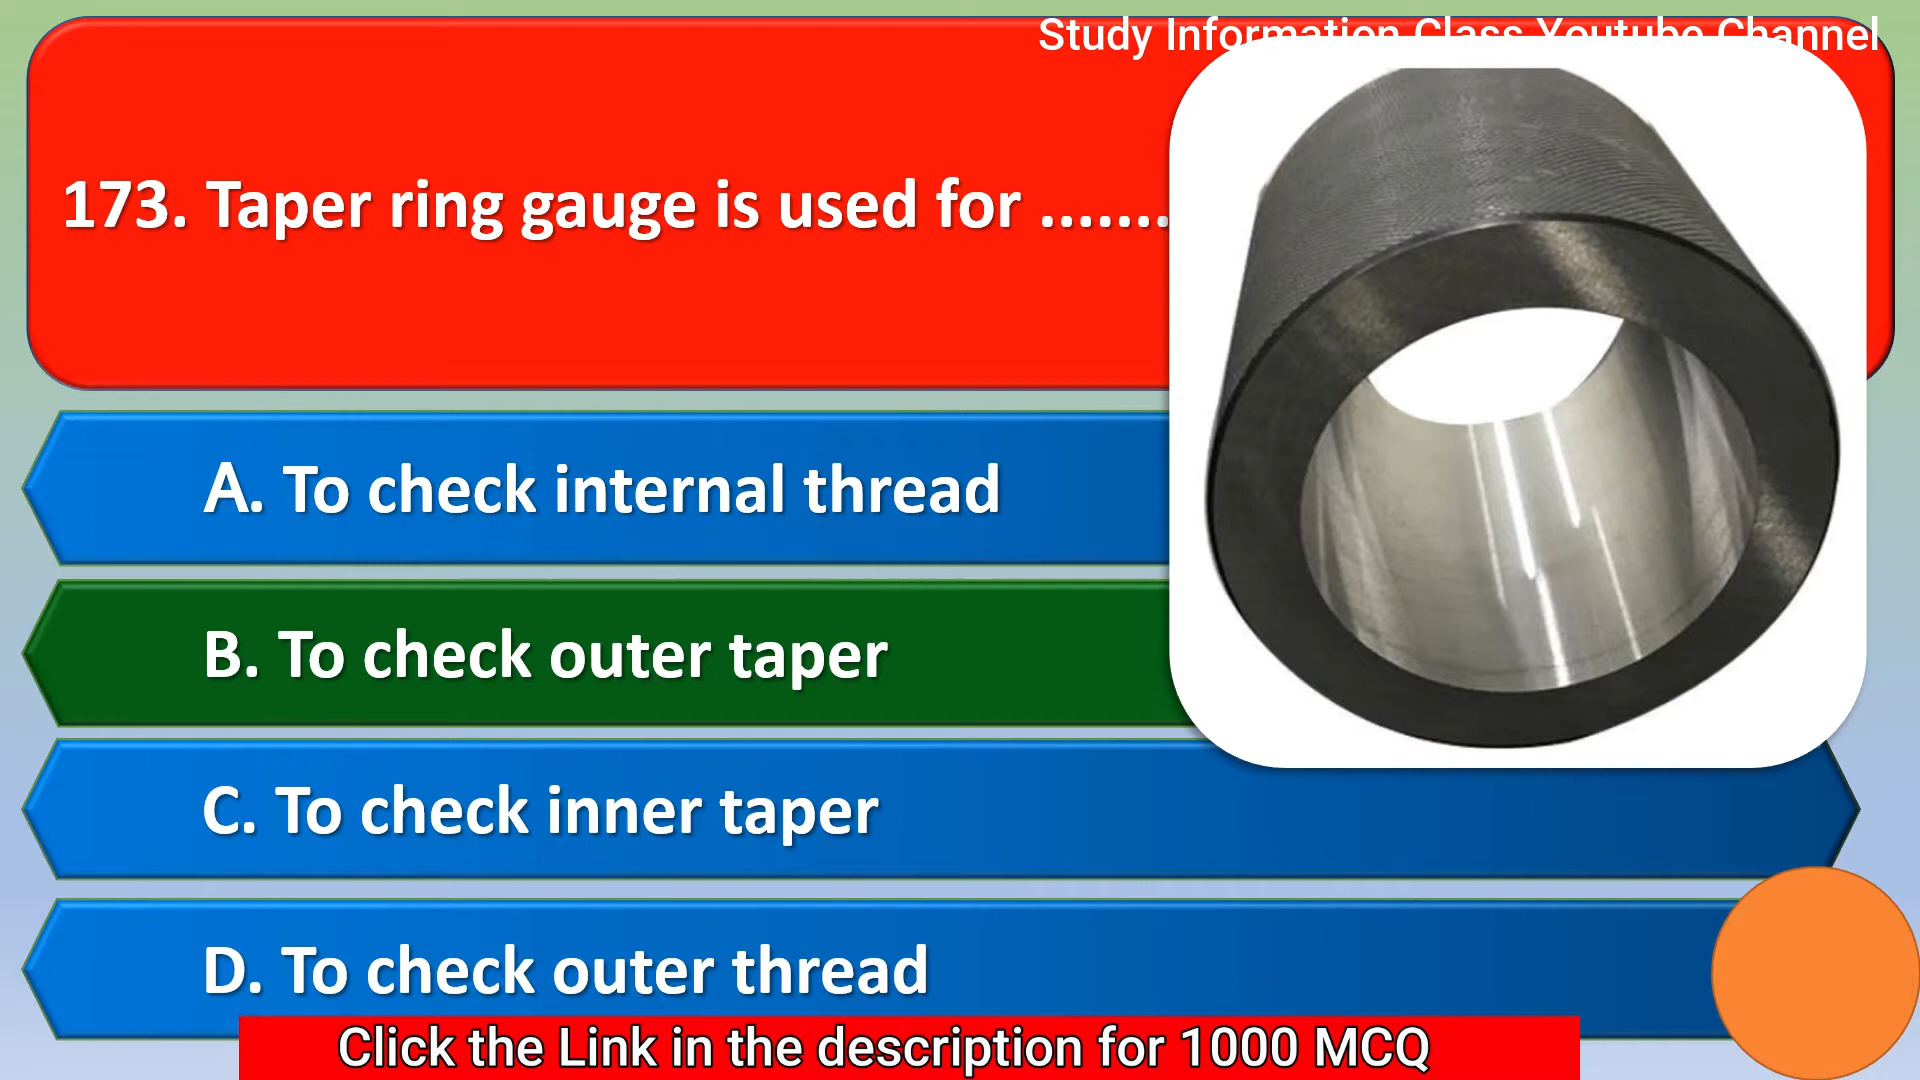 Study Information Class Youtube Channel
173. Taper ring gauge is used for .......
A. To check internal thread
B. To check outer taper
C. To check inner taper
D. To check outer thread
Click the Link in the description for 1000 MCQ